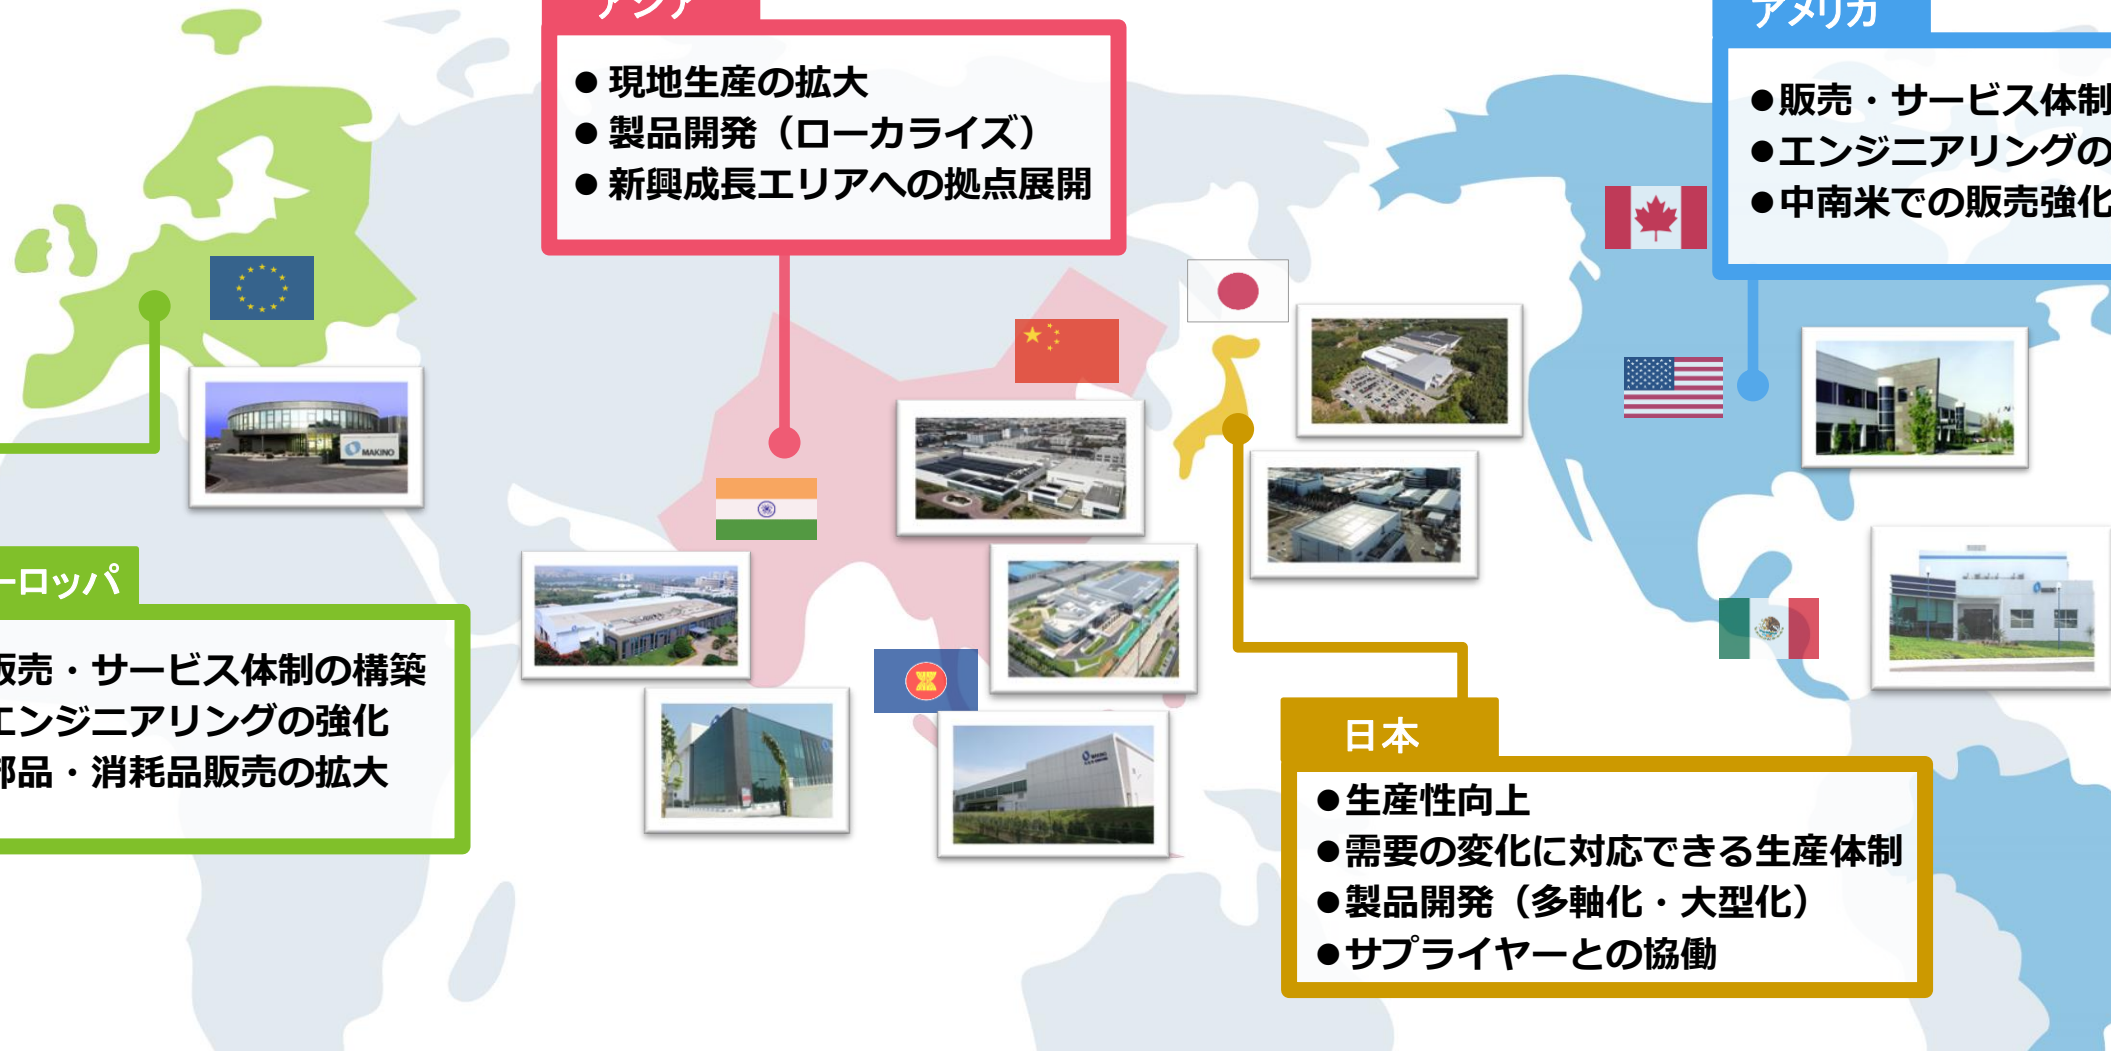 アジア
● 現地生産の拡大
● 製品開発（ローカライズ）
● 新興成長エリアへの拠点展開
アメリカ
●販売・サービス体制
●エンジニアリングの
●中南米での販売強化
MAKINO
ーロッパ
販売・サービス体制の構築
エンジニアリングの強化
部品・消耗品販売の拡大
MAKINO
日本
●生産性向上
●需要の変化に対応できる生産体制
●製品開発（多軸化・大型化）
●サプライヤーとの協働